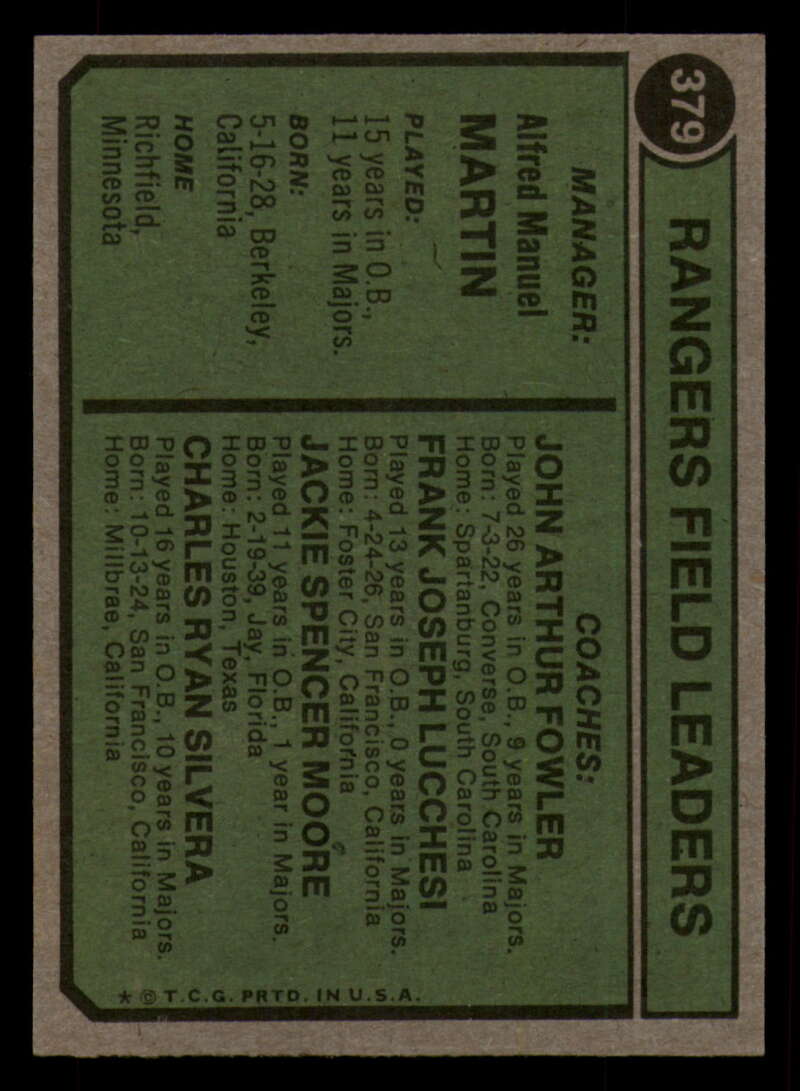 379
RANGERS FIELD LEADERS
MANAGER:
Alfred Manuel
MARTIN
PLAYED:
15 years in O.B.,
11 years in Majors.
BORN:
5-16-28, Berkeley,
California
HOME
Richfield,
Minnesota
COACHES:
JOHN ARTHUR FOWLER
Played 26 years in O.B., 9 years in Majors.
Born: 7-3-22, Converse, South Carolina
Home: Spartanburg, South Carolina
FRANK JOSEPH LUCCHESI
Played 13 years in O.B., 0 years in Majors.
Born: 4-24-26, San Francisco, California
Home: Foster City, California
JACKIE SPENCER MOORE
Played 11 years in O.B., 1 year in Majors.
Born: 2-19-39, Jay, Florida
Home: Houston, Texas
CHARLES RYAN SILVERA
Played 16 years in O.B., 10 years in Majors.
Born: 10-13-24, San Francisco, California
Home: Millbrae, California
* © T.C.G. PRTD. IN U.S.A.